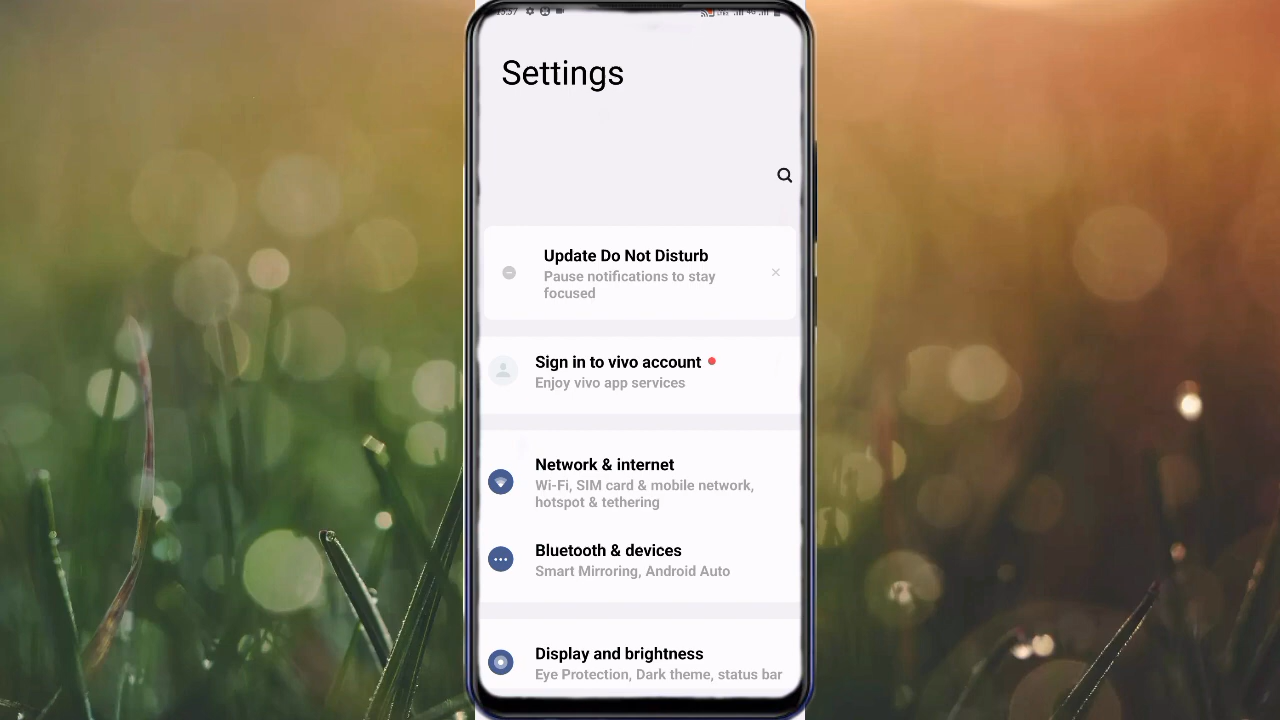 15:57
Settings
Update Do Not Disturb
Pause notifications to stay
focused
Sign in to vivo account
Enjoy vivo app services
Network & internet
Wi-Fi, SIM card & mobile network,
hotspot & tethering
Bluetooth & devices
Smart Mirroring, Android Auto
Display and brightness
Eye Protection, Dark theme, status bar